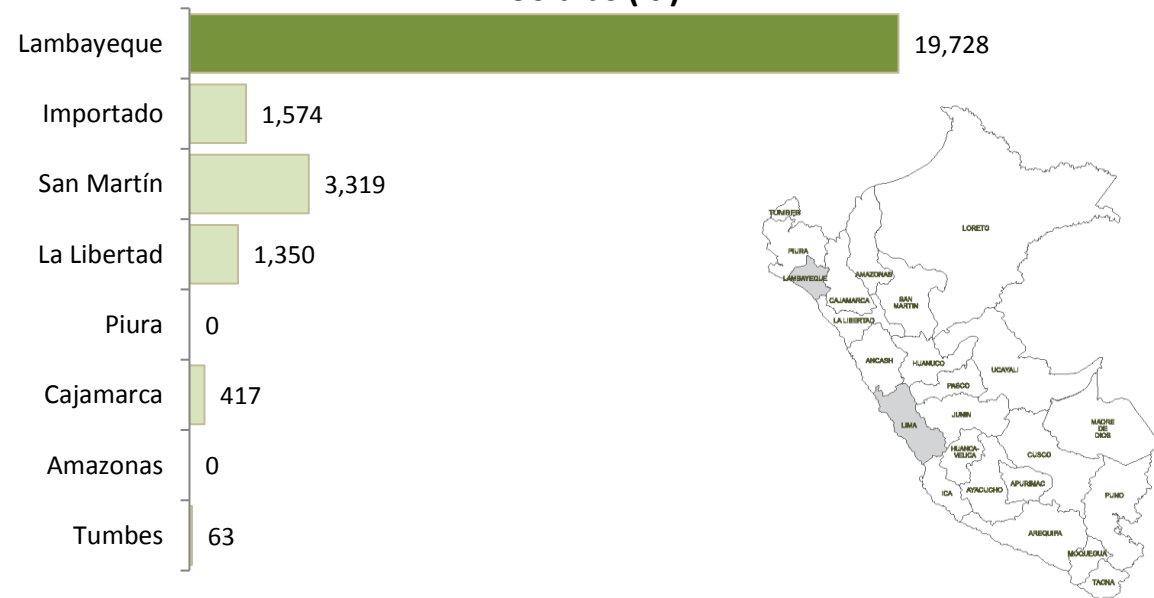 Lambayeque 19,728
Importado 1,574
San Martín 3,319
La Libertad 1,350
Piura 0
Cajamarca 417
Amazonas 0
Tumbes 63
TUMBES
LORETO
PIURA
LAMBAYEQUE
AMAZONAS
CAJAMARCA
SAN
MARTIN
LA LIBERTAD
ANCASH
HUANUCO
UCAYALI
PASCO
LIMA
JUNIN
MADRE
DE
DIOS
HUANCA-
VELICA
CUSCO
ICA
AYACUCHO
APURIMAC
PUNO
AREQUIPA
MOQUEGUA
TACNA